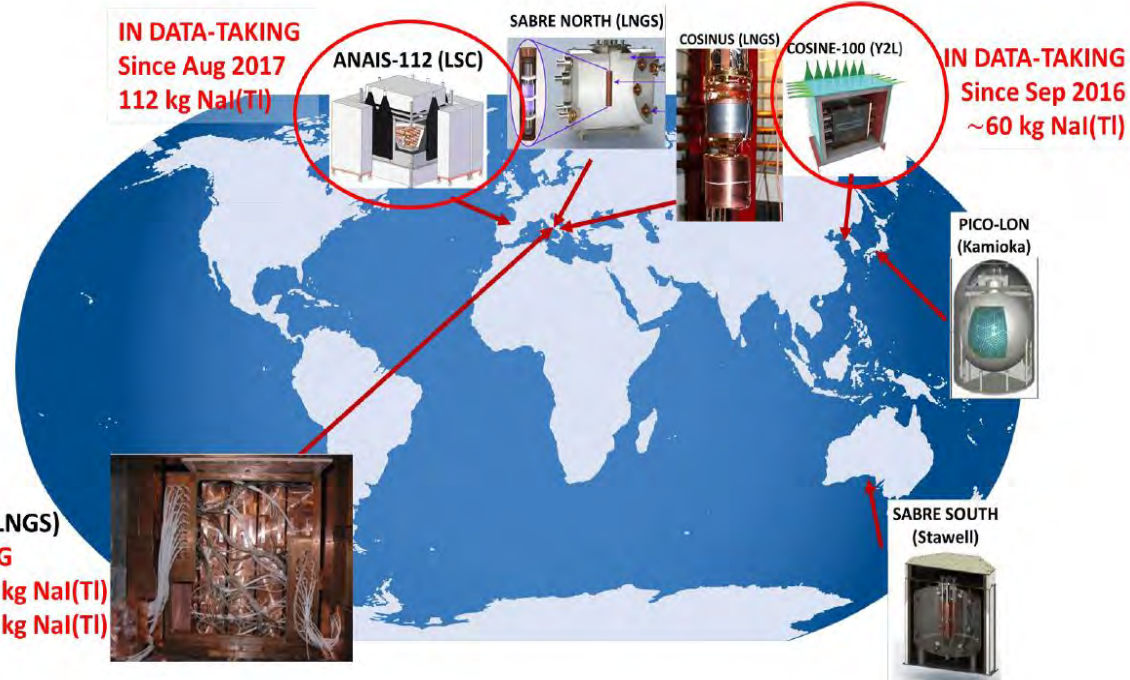 IN DATA-TAKING
Since Aug 2017
112 kg NaI(Tl)
ANAIS-112 (LSC)
SABRE NORTH (LNGS)
COSINUS (LNGS)
COSINE-100 (Y2L)
IN DATA-TAKING
Since Sep 2016
~60 kg NaI(Tl)
PICO-LON
(Kamioka)
LNGS)
G
kg NaI(Tl)
kg NaI(Tl)
SABRE SOUTH
(Stawell)